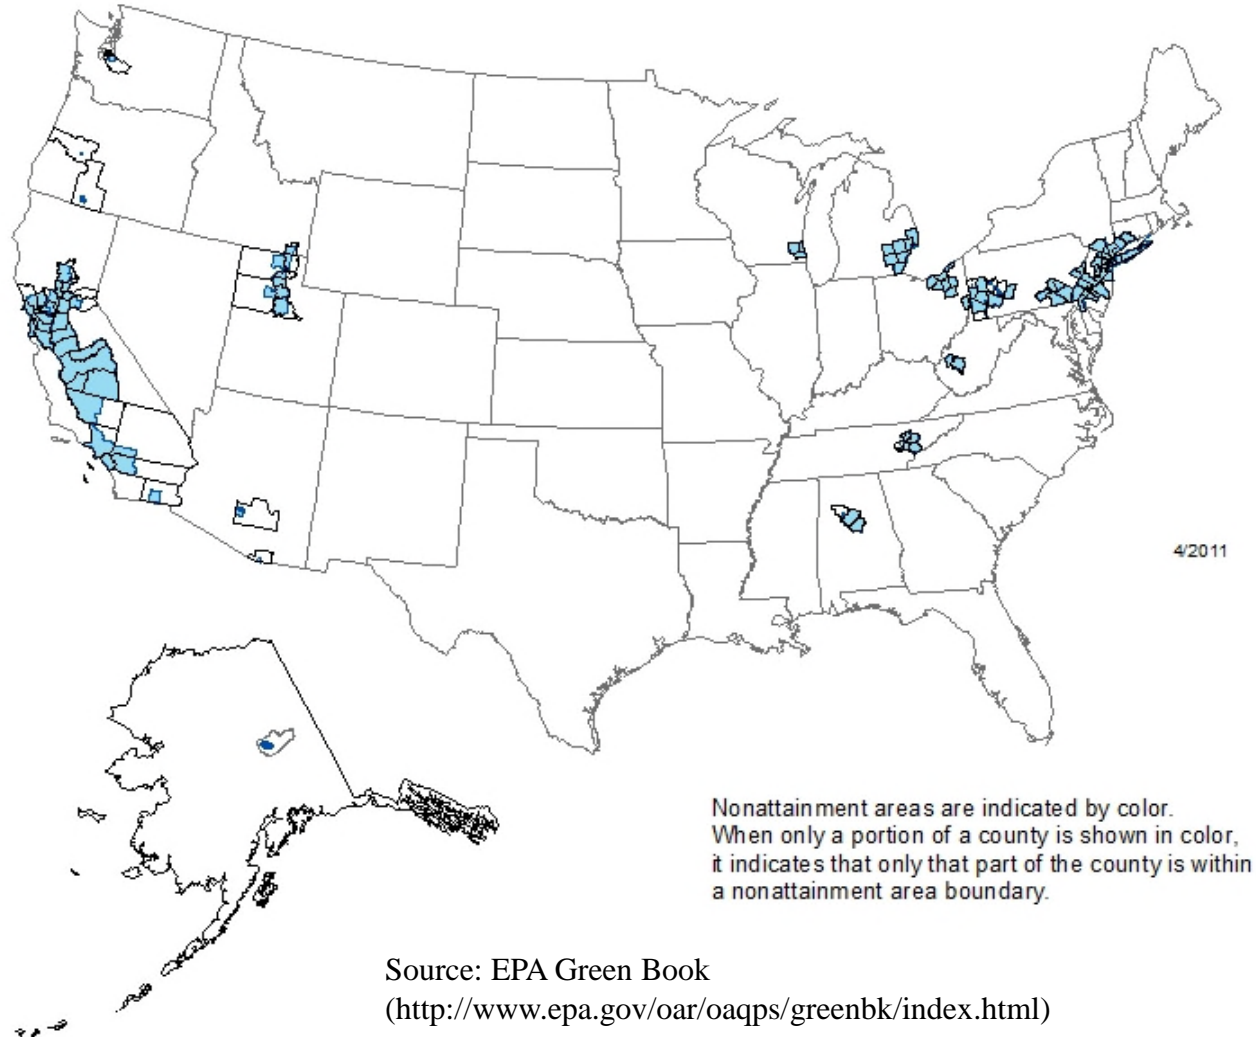 4/2011
Nonattainment areas are indicated by color.
When only a portion of a county is shown in color,
it indicates that only that part of the county is within
a nonattainment area boundary.
Source: EPA Green Book
(http://www.epa.gov/oar/oaqps/greenbk/index.html)